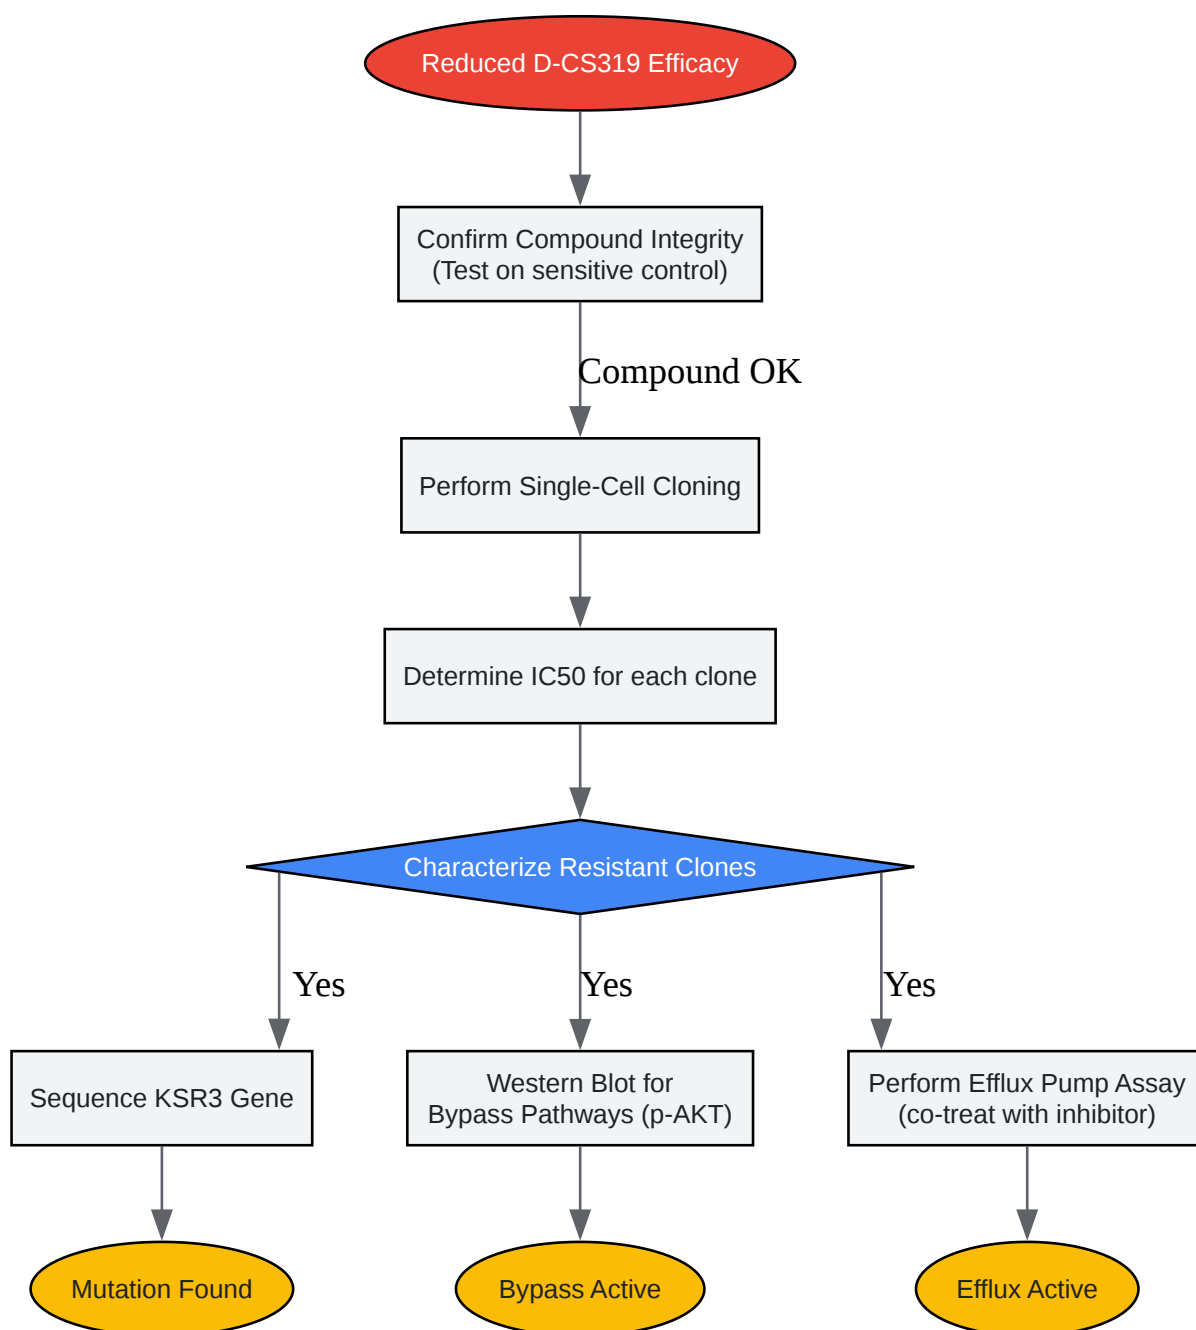 Reduced D-CS319 Efficacy
Confirm Compound Integrity
(Test on sensitive control)
Compound OK
Perform Single-Cell Cloning
Determine IC50 for each clone
Characterize Resistant Clones
Yes
Yes
Yes
Sequence KSR3 Gene
Western Blot for
Bypass Pathways (p-AKT)
Perform Efflux Pump Assay
(co-treat with inhibitor)
Mutation Found
Bypass Active
Efflux Active